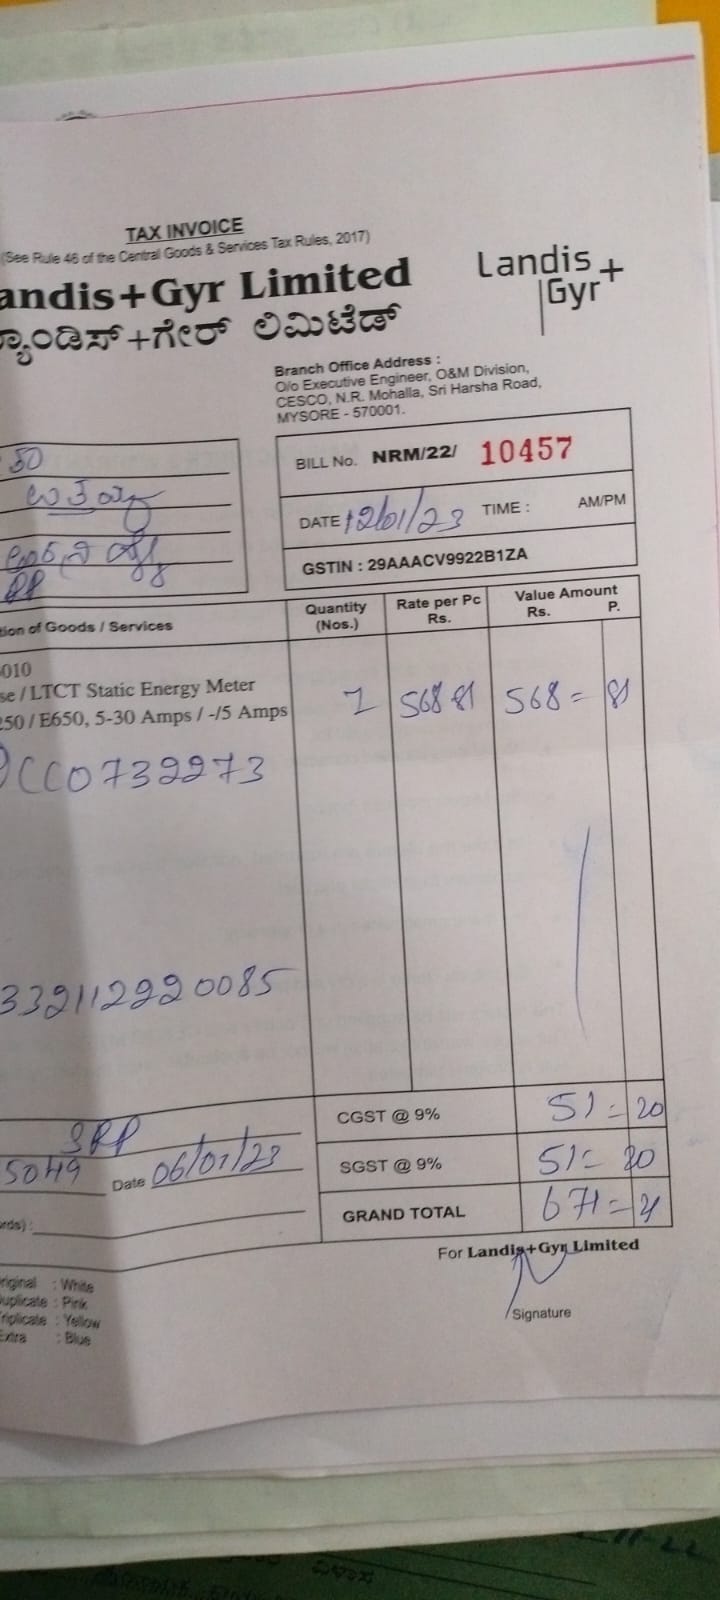 TAX INVOICE
(See Rule 46 of the Central Goods & Services Tax Rules, 2017)
andis+Gyr Limited
Landis+
Gyr
ಲ್ಯಾಂಡಿಸ್+ಗೇರ್ ಲಿಮಿಟೆಡ್
Branch Office Address :
O/o Executive Engineer, O&M Division,
CESCO, N.R. Mohalla, Sri Harsha Road,
MYSORE - 570001.
50
BILL No. NRM/22/ 10457
DATE 12/01/23 TIME : AM/PM
GSTIN : 29AAACV9922B1ZA
tion of Goods / Services Quantity (Nos.) Rate per Pc Rs. Value Amount Rs. P.
010
se / LTCT Static Energy Meter
250 / E650, 5-30 Amps / -/5 Amps 1 568 81 568= 81
CC0732273
332112220085
CGST @ 9% 51= 20
SGST @ 9% 51= 20
5049 Date 06/01/23
GRAND TOTAL 671=21
ords) :
For Landis+Gyr Limited
Signature
riginal : White
uplicate : Pink
riplicate : Yellow
Extra : Blue